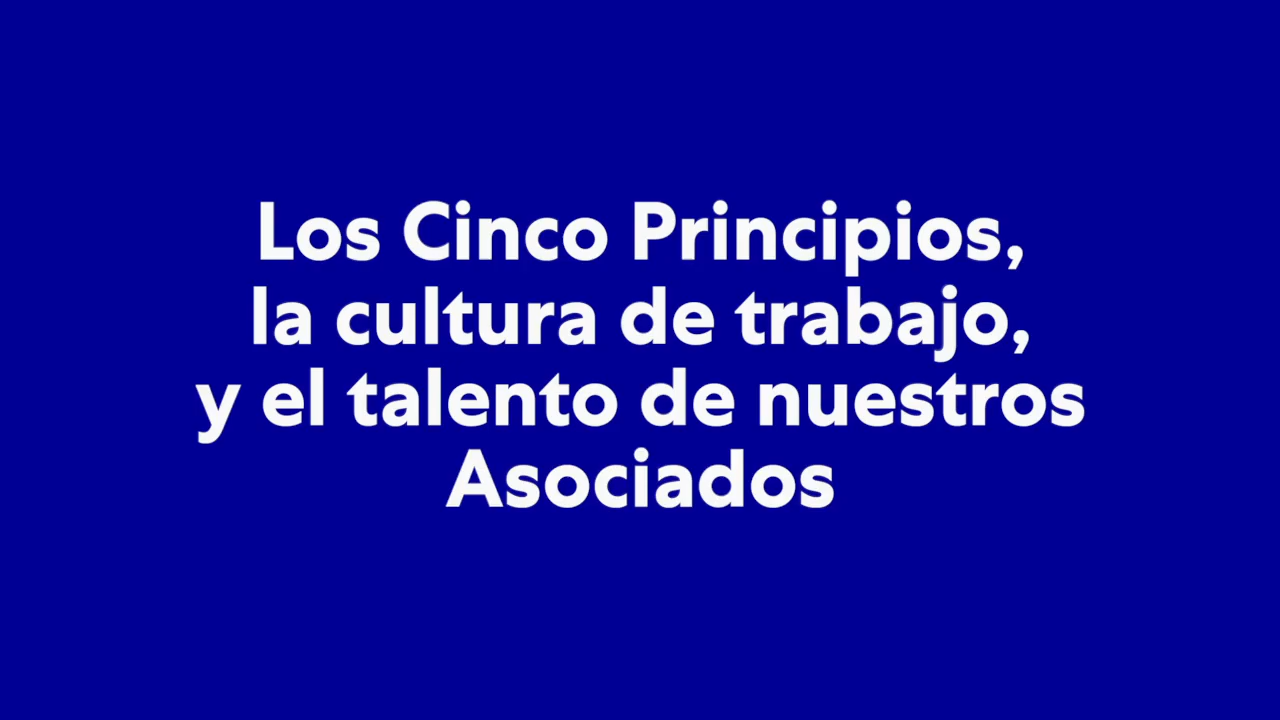 Los Cinco Principios,
la cultura de trabajo,
y el talento de nuestros
Asociados